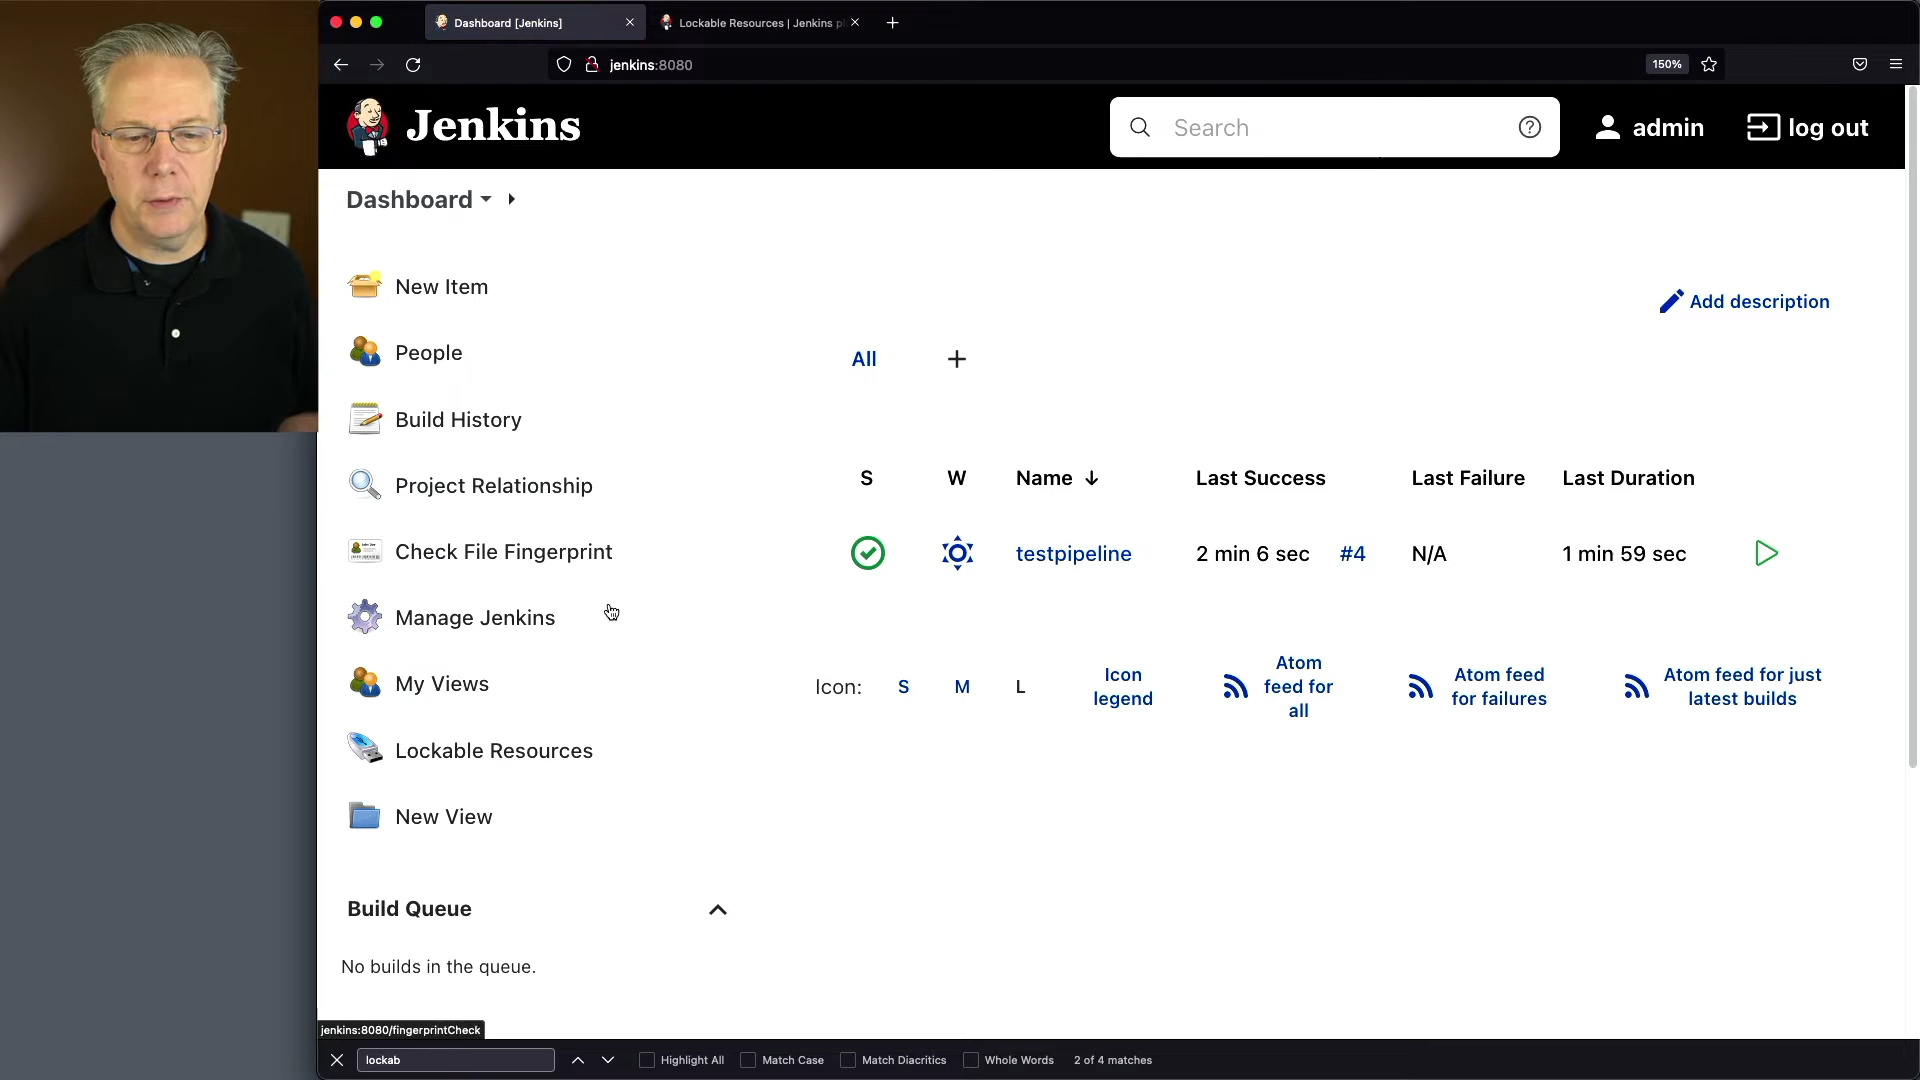 Dashboard [Jenkins]
Lockable Resources | Jenkins pl
jenkins:8080
150%
Jenkins
Search
admin
log out
Dashboard
New Item
People
Build History
Project Relationship
Check File Fingerprint
Manage Jenkins
My Views
Lockable Resources
New View
Add description
All +
S W Name ↓ Last Success Last Failure Last Duration
testpipeline 2 min 6 sec #4 N/A 1 min 59 sec
Icon: S M L
Icon
legend
Atom
feed for
all
Atom feed
for failures
Atom feed for just
latest builds
Build Queue
No builds in the queue.
jenkins:8080/fingerprintCheck
lockab
Highlight All
Match Case
Match Diacritics
Whole Words
2 of 4 matches